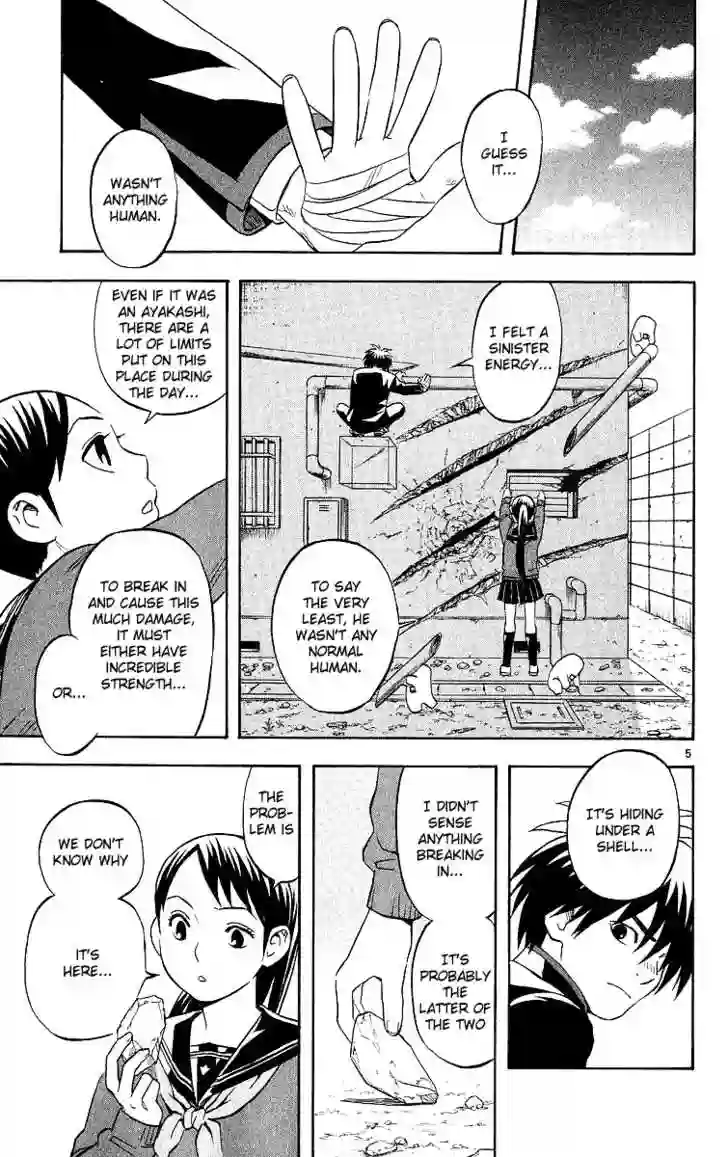 I
GUESS
IT...
WASN'T
ANYTHING
HUMAN.
I FELT A
SINISTER
ENERGY...
TO SAY
THE VERY
LEAST, HE
WASN'T ANY
NORMAL
HUMAN.
EVEN IF IT WAS
AN AYAKASHI,
THERE ARE A
LOT OF LIMITS
PUT ON THIS
PLACE DURING
THE DAY...
TO BREAK IN
AND CAUSE THIS
MUCH DAMAGE,
IT MUST
EITHER HAVE
INCREDIBLE
STRENGTH...
OR...
5
IT'S HIDING
UNDER A
SHELL...
I DIDN'T
SENSE
ANYTHING
BREAKING
IN...
IT'S
PROBABLY
THE
LATTER OF
THE TWO
THE
PROB-
LEM IS
WE DON'T
KNOW WHY
IT'S
HERE...